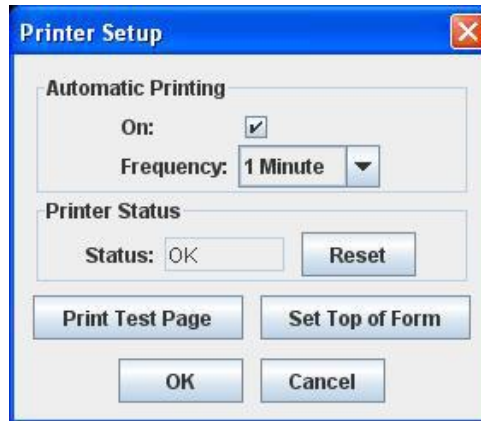 Printer Setup
Automatic Printing
On:
Frequency: 1 Minute
Printer Status
Status: OK Reset
Print Test Page Set Top of Form
OK Cancel